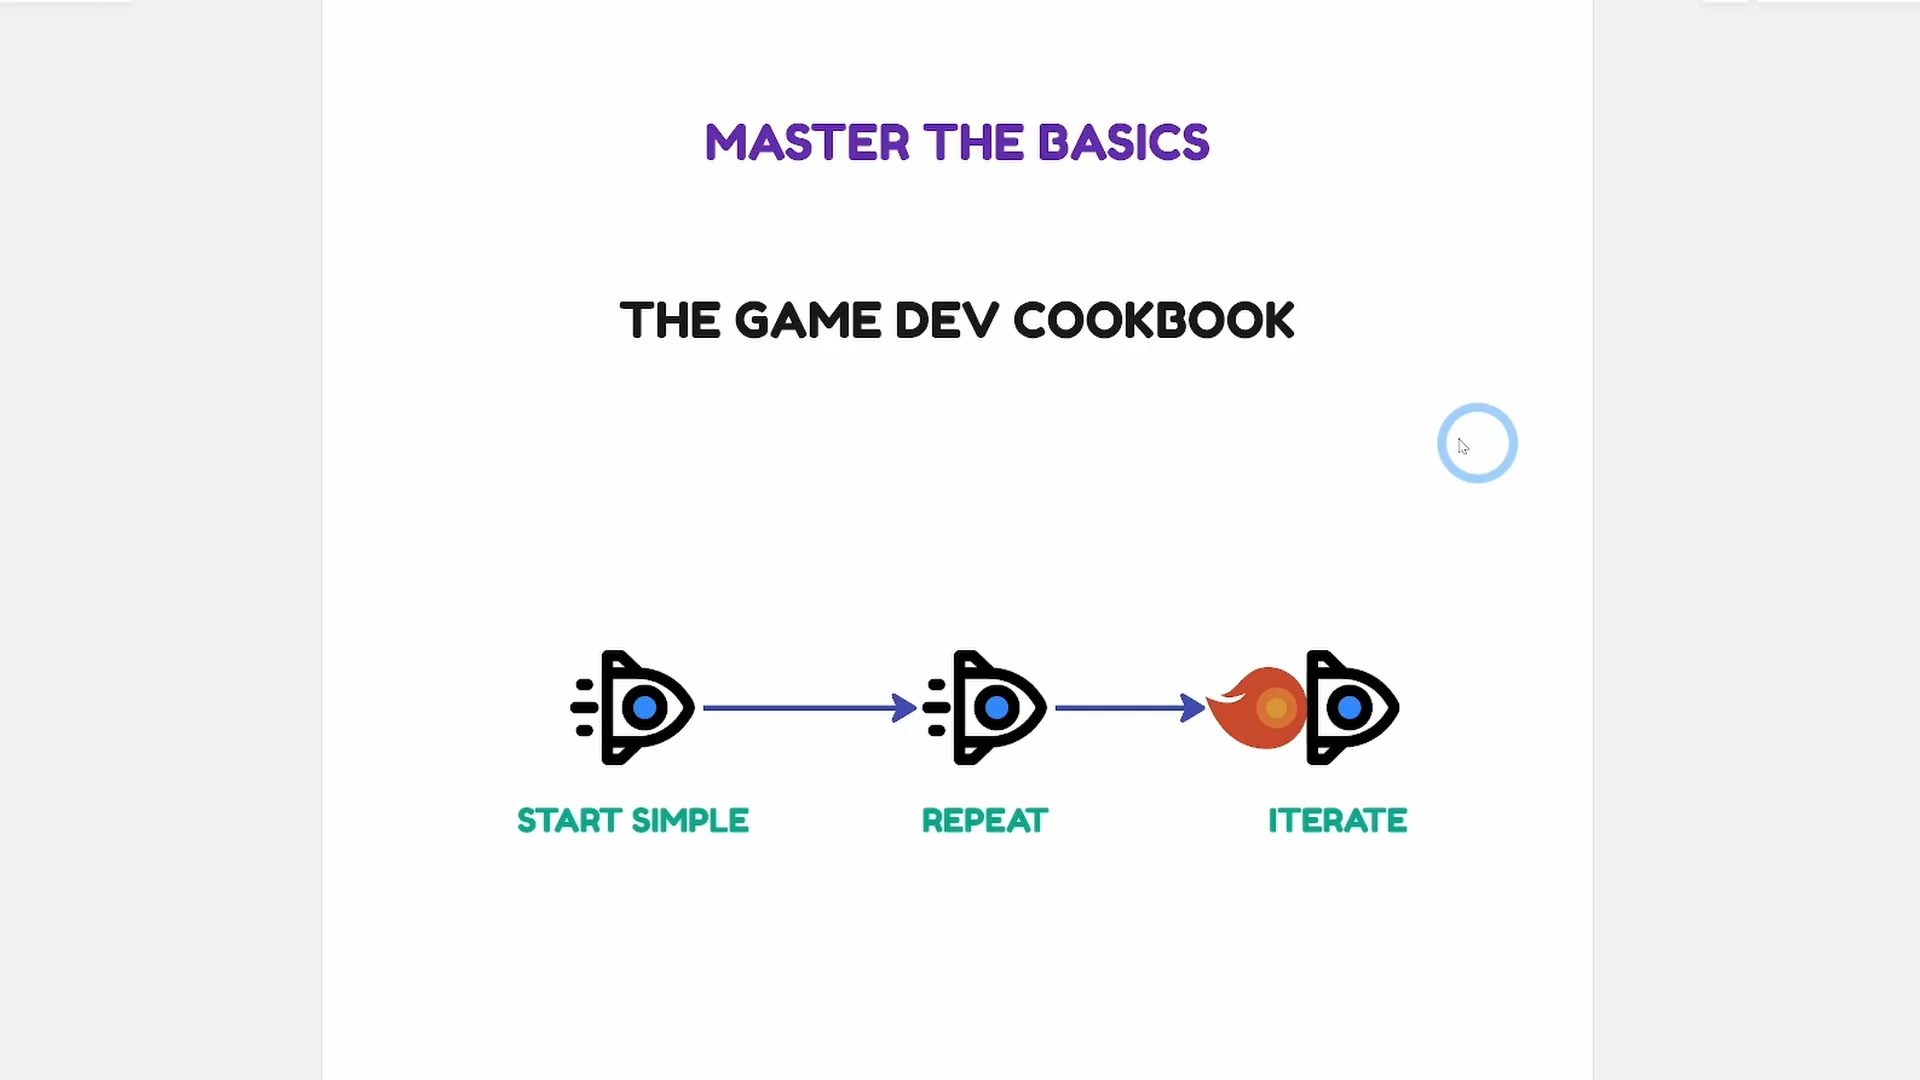 MASTER THE BASICS
THE GAME DEV COOKBOOK
START SIMPLE
REPEAT
ITERATE